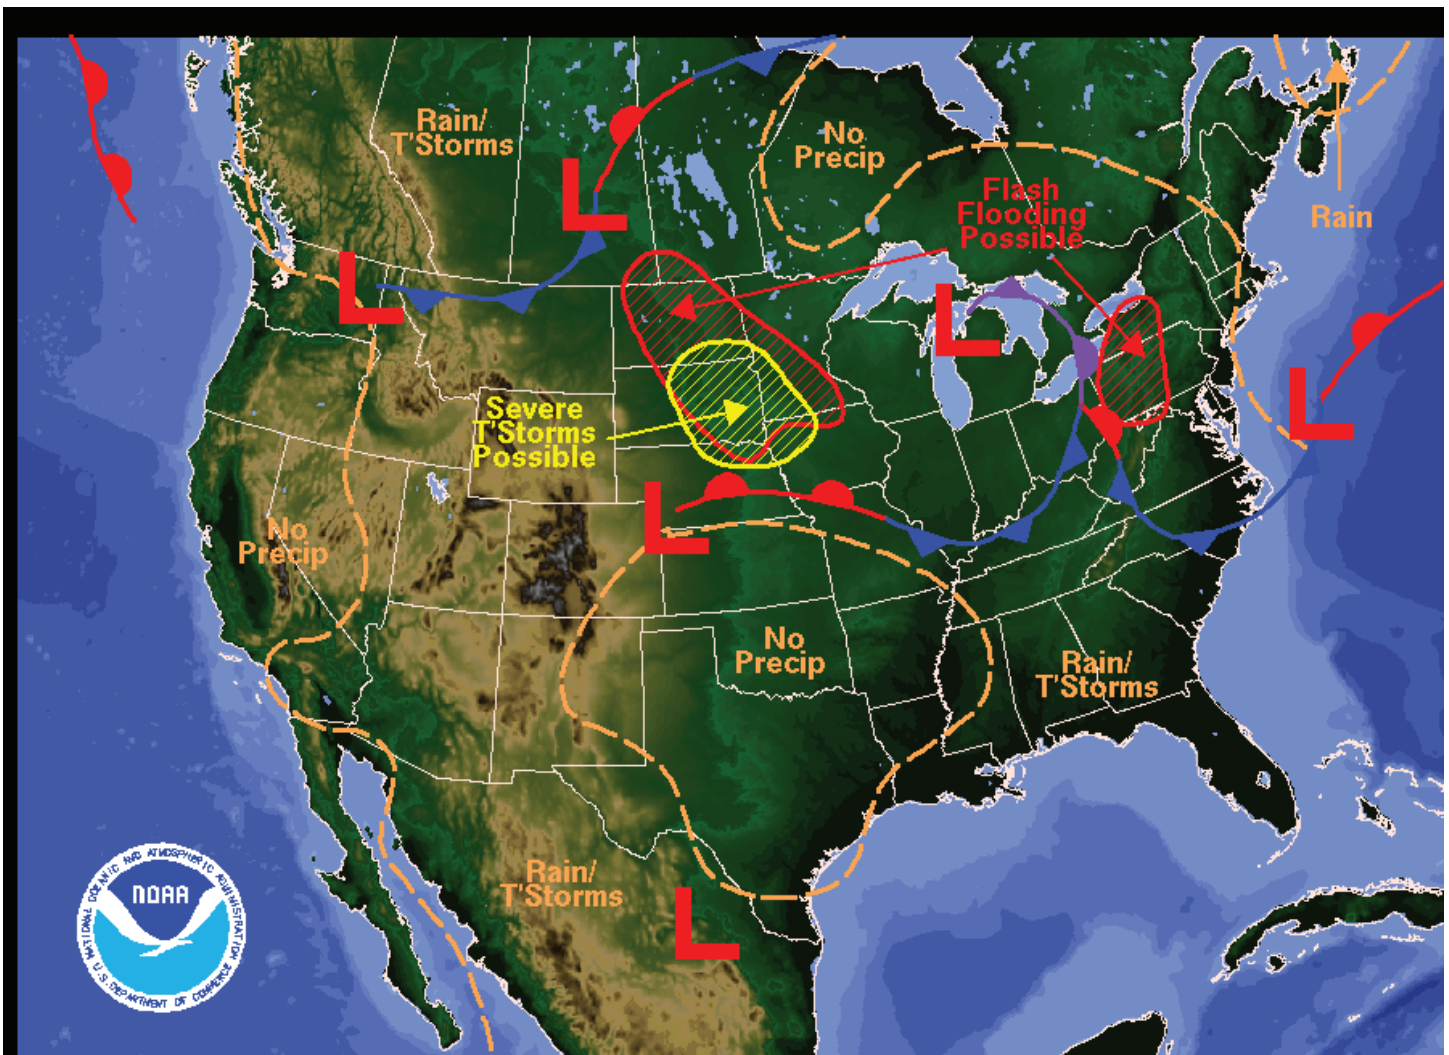 Rain/
T'Storms
No
Precip
Flash
Flooding
Possible
Rain
L
L
L
L
Severe
T'Storms
Possible
L
No
Precip
No
Precip
Rain/
T'Storms
Rain/
T'Storms
L
NATIONAL OCEANIC AND ATMOSPHERIC ADMINISTRATION
NOAA
U.S. DEPARTMENT OF COMMERCE